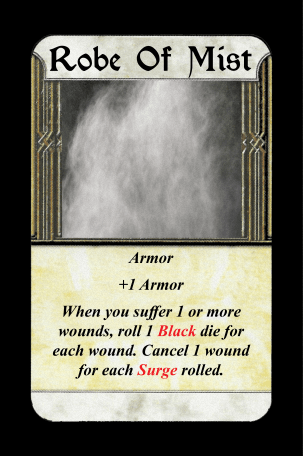 Robe Of Mist
Armor
+1 Armor
When you suffer 1 or more
wounds, roll 1 Black die for
each wound. Cancel 1 wound
for each Surge rolled.